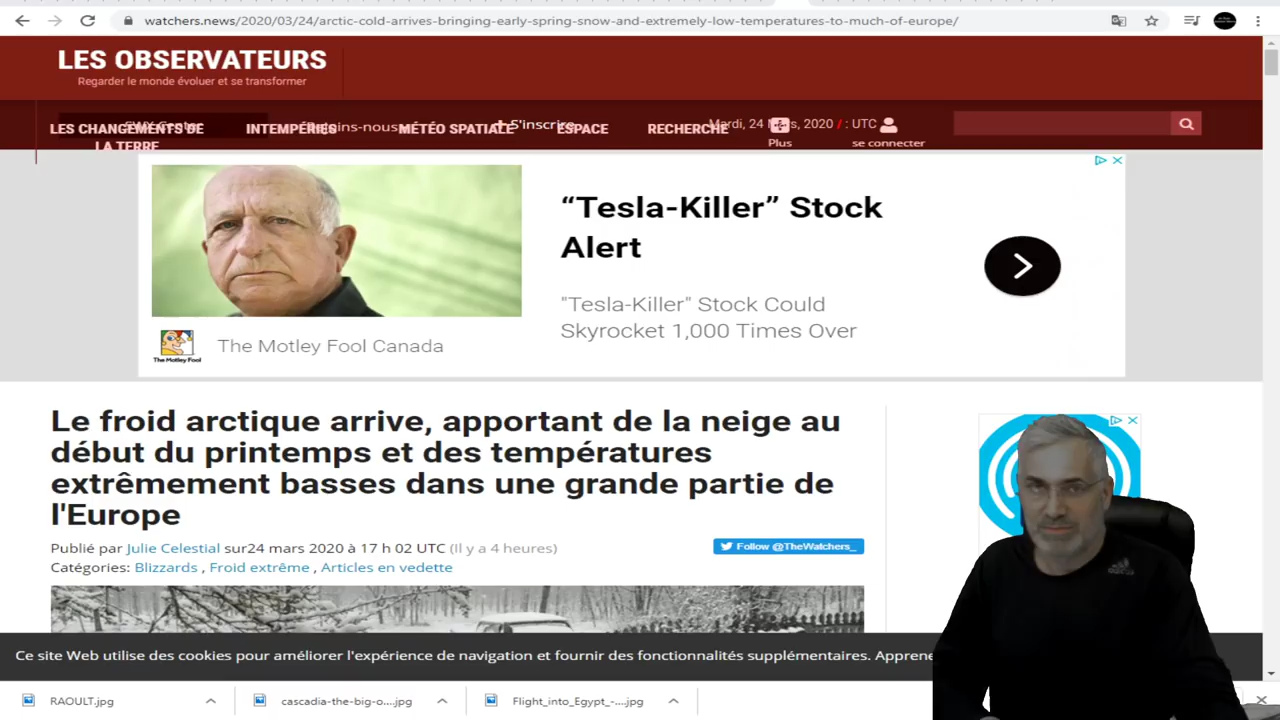 watchers.news/2020/03/24/arctic-cold-arrives-bringing-early-spring-snow-and-extremely-low-temperatures-to-much-of-europe/
LES OBSERVATEURS
Regarder le monde évoluer et se transformer
LES CHANGEMENTS DE LA TERRE
INTEMPÉRIES
MÉTÉO SPATIALE
S'inscrire
ESPACE
RECHERCHE
Mardi, 24 Mars, 2020 / : UTC
Plus
se connecter
“Tesla-Killer” Stock
Alert
"Tesla-Killer" Stock Could
Skyrocket 1,000 Times Over
The Motley Fool
The Motley Fool Canada
Le froid arctique arrive, apportant de la neige au
début du printemps et des températures
extrêmement basses dans une grande partie de
l'Europe
Publié par Julie Celestial sur24 mars 2020 à 17 h 02 UTC (Il y a 4 heures)
Follow @TheWatchers_
Catégories: Blizzards , Froid extrême , Articles en vedette
Ce site Web utilise des cookies pour améliorer l'expérience de navigation et fournir des fonctionnalités supplémentaires.
RAOULT.jpg
cascadia-the-big-o....jpg
Flight_into_Egypt_-....jpg
adidas